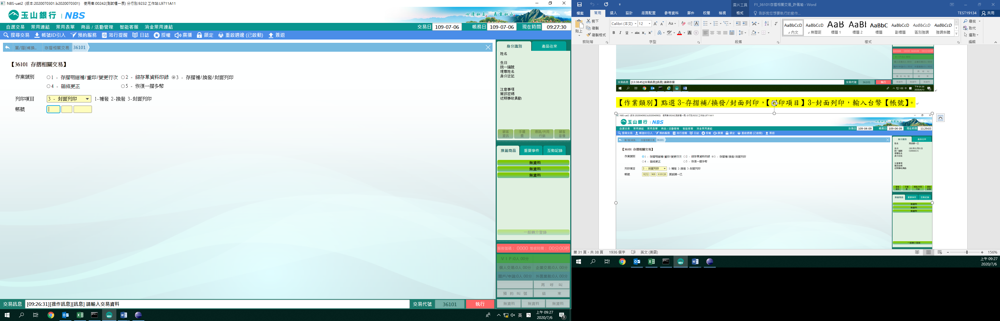 NBS-uat2 (版本:2020070301.b2020070301) 使用者:00242(測試櫃一辰) 分行別:9232 工作站:L9711A11
玉山銀行 | NBS
心清如玉 義重如山
自選交易 常用連結 常用表單 商品 / 活動管理 智能客服 消金常用連結
交易日 109-07-06 帳務日 109-07-06 現在時間 09:27:30
搜尋交易 帳號ID引入 預約服務 蒞行提醒 日誌 授權 廣播 鎖定 重啟週邊 (已啟動) 簽退
單/摺(補換.. 存摺相關交易 36101
【36101 存摺相關交易】
作業類別 1 - 存摺明細補/重印/變更行次 2 - 綜存單資料印錄 3 - 存摺補/換發/封面列印
4 - 磁條更正 5 - 恢復一摺多幣
列印項目 3 - 封面列印 1-補發 2-換發 3-封面列印
帳號
身分識別 產品往來
姓名
生日
統一編號
理專姓名
身分註記
注意事項
簡訊密碼
近期事故異動
顧客資訊 手續費 通路/共同行銷 顧客影像
推薦商品 重要事件 互動記錄
無資料
無資料
無資料
一般轉介登錄
服務號碼： 0000 等候時間： 00分00秒
V I P:0人 00分
個人交易:0人 00分 企業交易:0人 00分
開戶/申請:0人 00分 外匯業務:0人 00分
再 呼 叫
預 約 叫 號 結 束
無資料 無資料 無資料
交易訊息 [09:26:31][操作訊息][訊息] 請輸入交易資料
交易代號 36101 執行
英 上午 09:27
2020/7/6
3
圖片工具 F1_36101存摺相關交易_許佩瑜 - Word
檔案 常用 插入 設計 版面配置 參考資料 郵件 校閱 檢視 格式 告訴我您想要執行的動作... TEST19134 共用
貼上 剪下 複製 複製格式
剪貼簿
Calibri (本文) 12
字型
段落
AaBbCcD 內文
AaBbCcD 無間距
AaB 標題 1
AaBl 標題 2
AaBbC 標題
AaBbCcD 副標題
AaBbCcD 區別強調
AaBbCcD 強調斜體
樣式
尋找
取代
選取
編輯
交易訊息 [13:38:45][交易訊息][訊息] 請刷存摺
交易代號 36101 執行
下午 01:39
2020/4/13
【作業類別】點選3-存摺補/換發/封面列印，【印項目】3-封面列印，輸入台幣【帳號】。
NBS-uat2 (版本:2020040902.b2020040902) 使用者:00242(測試櫃一辰) 分行別:9232 工作站:L9711A11
玉山銀行 | NBS
心清如玉 義重如山
自選交易 常用連結 常用表單 商品 / 活動管理 智能客服 消金常用連結
交易日 109-04-09 帳務日 109-04-09 現在時間 11:29:03
搜尋交易 帳號ID引入 預約服務 蒞行提醒 日誌 授權 廣播 鎖定 重啟週邊 (已啟動) 簽退
單/摺(補換.. 存摺相關交易 36101
【36101 存摺相關交易】
作業類別 1 - 存摺明細補/重印/變更行次 2 - 綜存單資料印錄 3 - 存摺補/換發/封面列印
4 - 磁條更正 5 - 恢復一摺多幣
列印項目 3 - 封面列印 1-補發 2-換發 3-封面列印
帳號 9232 968 610126
身分識別 產品往來
姓名
生日 1981年01月01日
統一編號
理專姓名
身分註記
注意事項
簡訊密碼
近期事故異動
推薦商品 重要事件 互動記錄
無資料
無資料
無資料
一般轉介登錄
第 31 頁，共 38 頁 1936 個字 英文 (美國) 156%
上午 09:27
2020/7/6